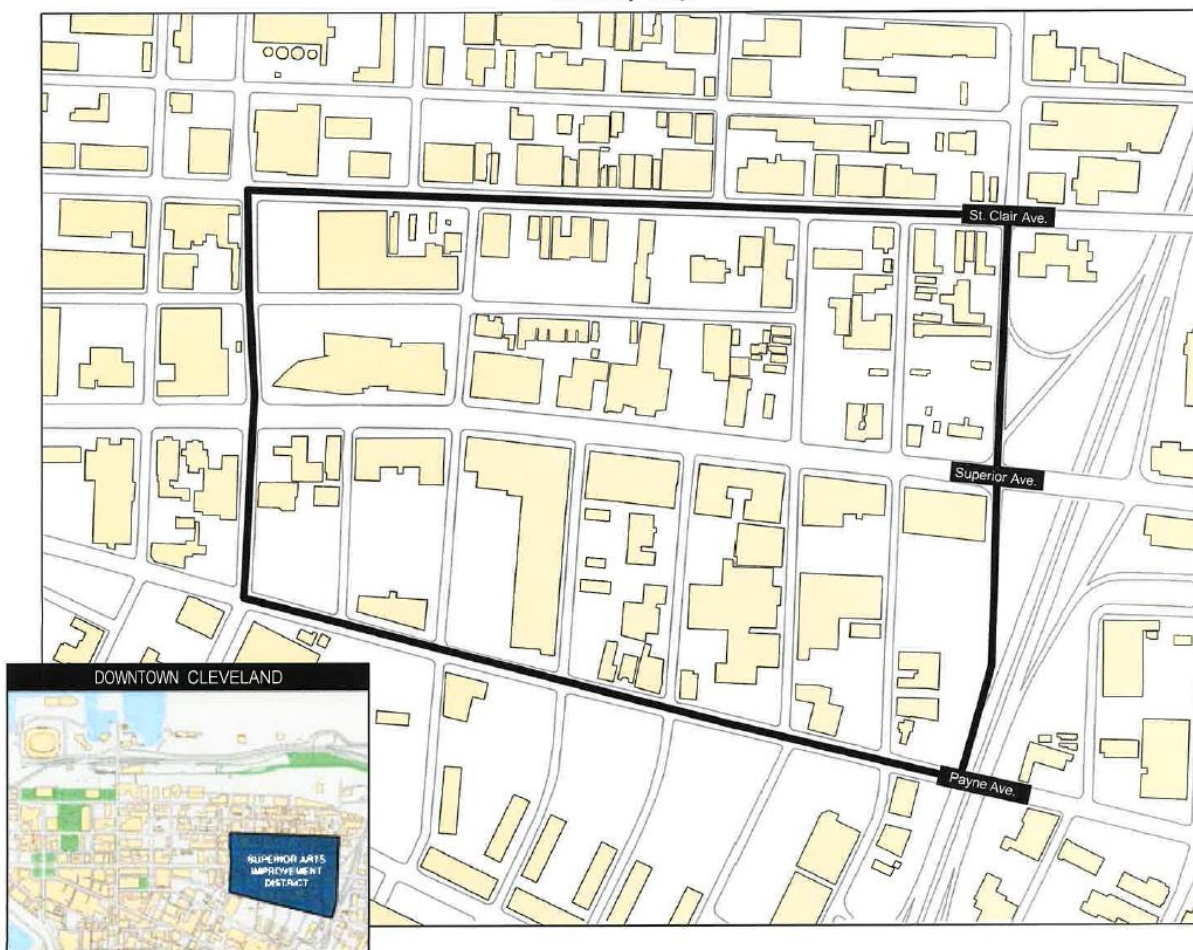 St. Clair Ave.
Superior Ave.
Payne Ave.
DOWNTOWN CLEVELAND
SUPERIOR ARTS
IMPROVEMENT
DISTRICT